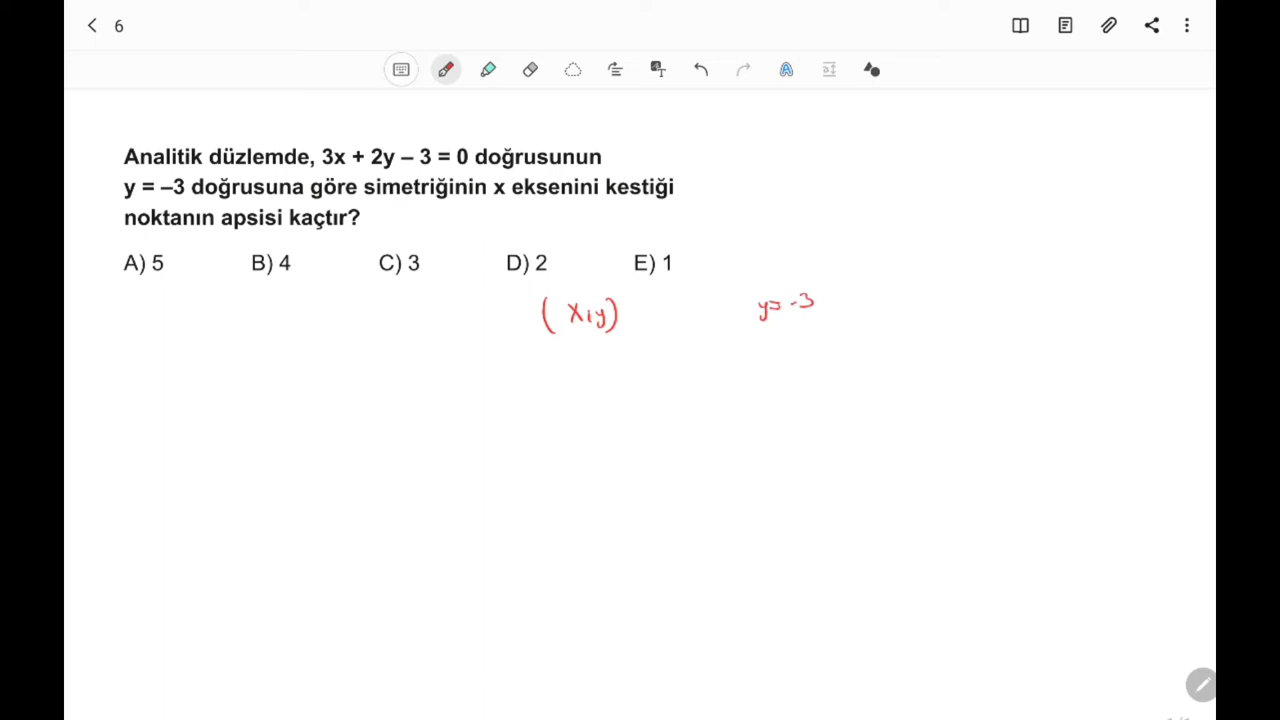 6
Analitik düzlemde, 3x + 2y – 3 = 0 doğrusunun
y = –3 doğrusuna göre simetriğinin x eksenini kestiği
noktanın apsisi kaçtır?
A) 5 B) 4 C) 3 D) 2 E) 1
(x,y) y=-3